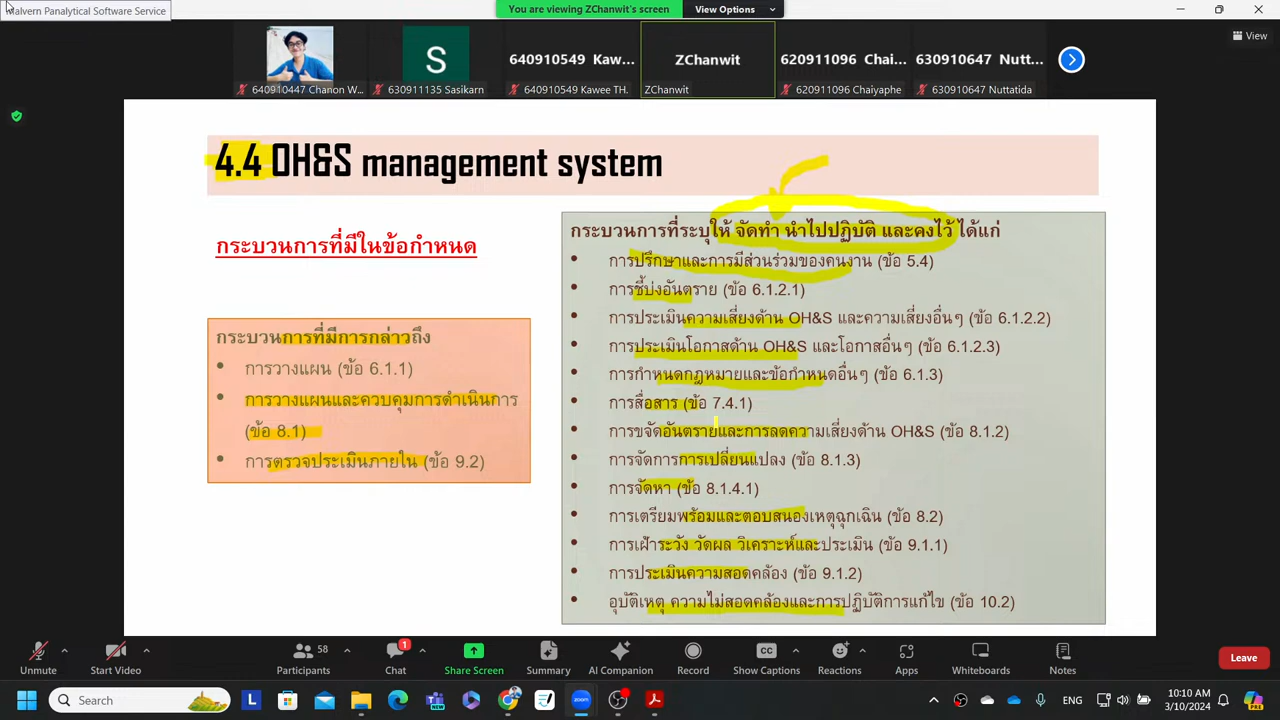 Malvern Panalytical Software Service
You are viewing ZChanwit's screen
View Options
View
S
640910549 Kaw...
ZChanwit
620911096 Chai...
630910647 Nutt...
640910447 Chanon W...
630911135 Sasikarn
640910549 Kawee TH.
ZChanwit
620911096 Chaiyaphe
630910647 Nuttatida
4.4 OH&S management system
กระบวนการที่มีในข้อกำหนด
กระบวนการที่มีการกล่าวถึง
• การวางแผน (ข้อ 6.1.1)
• การวางแผนและควบคุมการดำเนินการ
(ข้อ 8.1)
• การตรวจประเมินภายใน (ข้อ 9.2)
กระบวนการที่ระบุให้ จัดทำ นำไปปฏิบัติ และคงไว้ ได้แก่
• การปรึกษาและการมีส่วนร่วมของคนงาน (ข้อ 5.4)
• การชี้บ่งอันตราย (ข้อ 6.1.2.1)
• การประเมินความเสี่ยงด้าน OH&S และความเสี่ยงอื่นๆ (ข้อ 6.1.2.2)
• การประเมินโอกาสด้าน OH&S และโอกาสอื่นๆ (ข้อ 6.1.2.3)
• การกำหนดกฎหมายและข้อกำหนดอื่นๆ (ข้อ 6.1.3)
• การสื่อสาร (ข้อ 7.4.1)
• การขจัดอันตรายและการลดความเสี่ยงด้าน OH&S (ข้อ 8.1.2)
• การจัดการการเปลี่ยนแปลง (ข้อ 8.1.3)
• การจัดหา (ข้อ 8.1.4.1)
• การเตรียมพร้อมและตอบสนองเหตุฉุกเฉิน (ข้อ 8.2)
• การเฝ้าระวัง วัดผล วิเคราะห์และประเมิน (ข้อ 9.1.1)
• การประเมินความสอดคล้อง (ข้อ 9.1.2)
• อุบัติเหตุ ความไม่สอดคล้องและการปฏิบัติการแก้ไข (ข้อ 10.2)
58
1
Unmute
Start Video
Participants
Chat
Share Screen
Summary
AI Companion
Record
Show Captions
Reactions
Apps
Whiteboards
Notes
Leave
Search
L
zoom
ENG
10:10 AM
3/10/2024